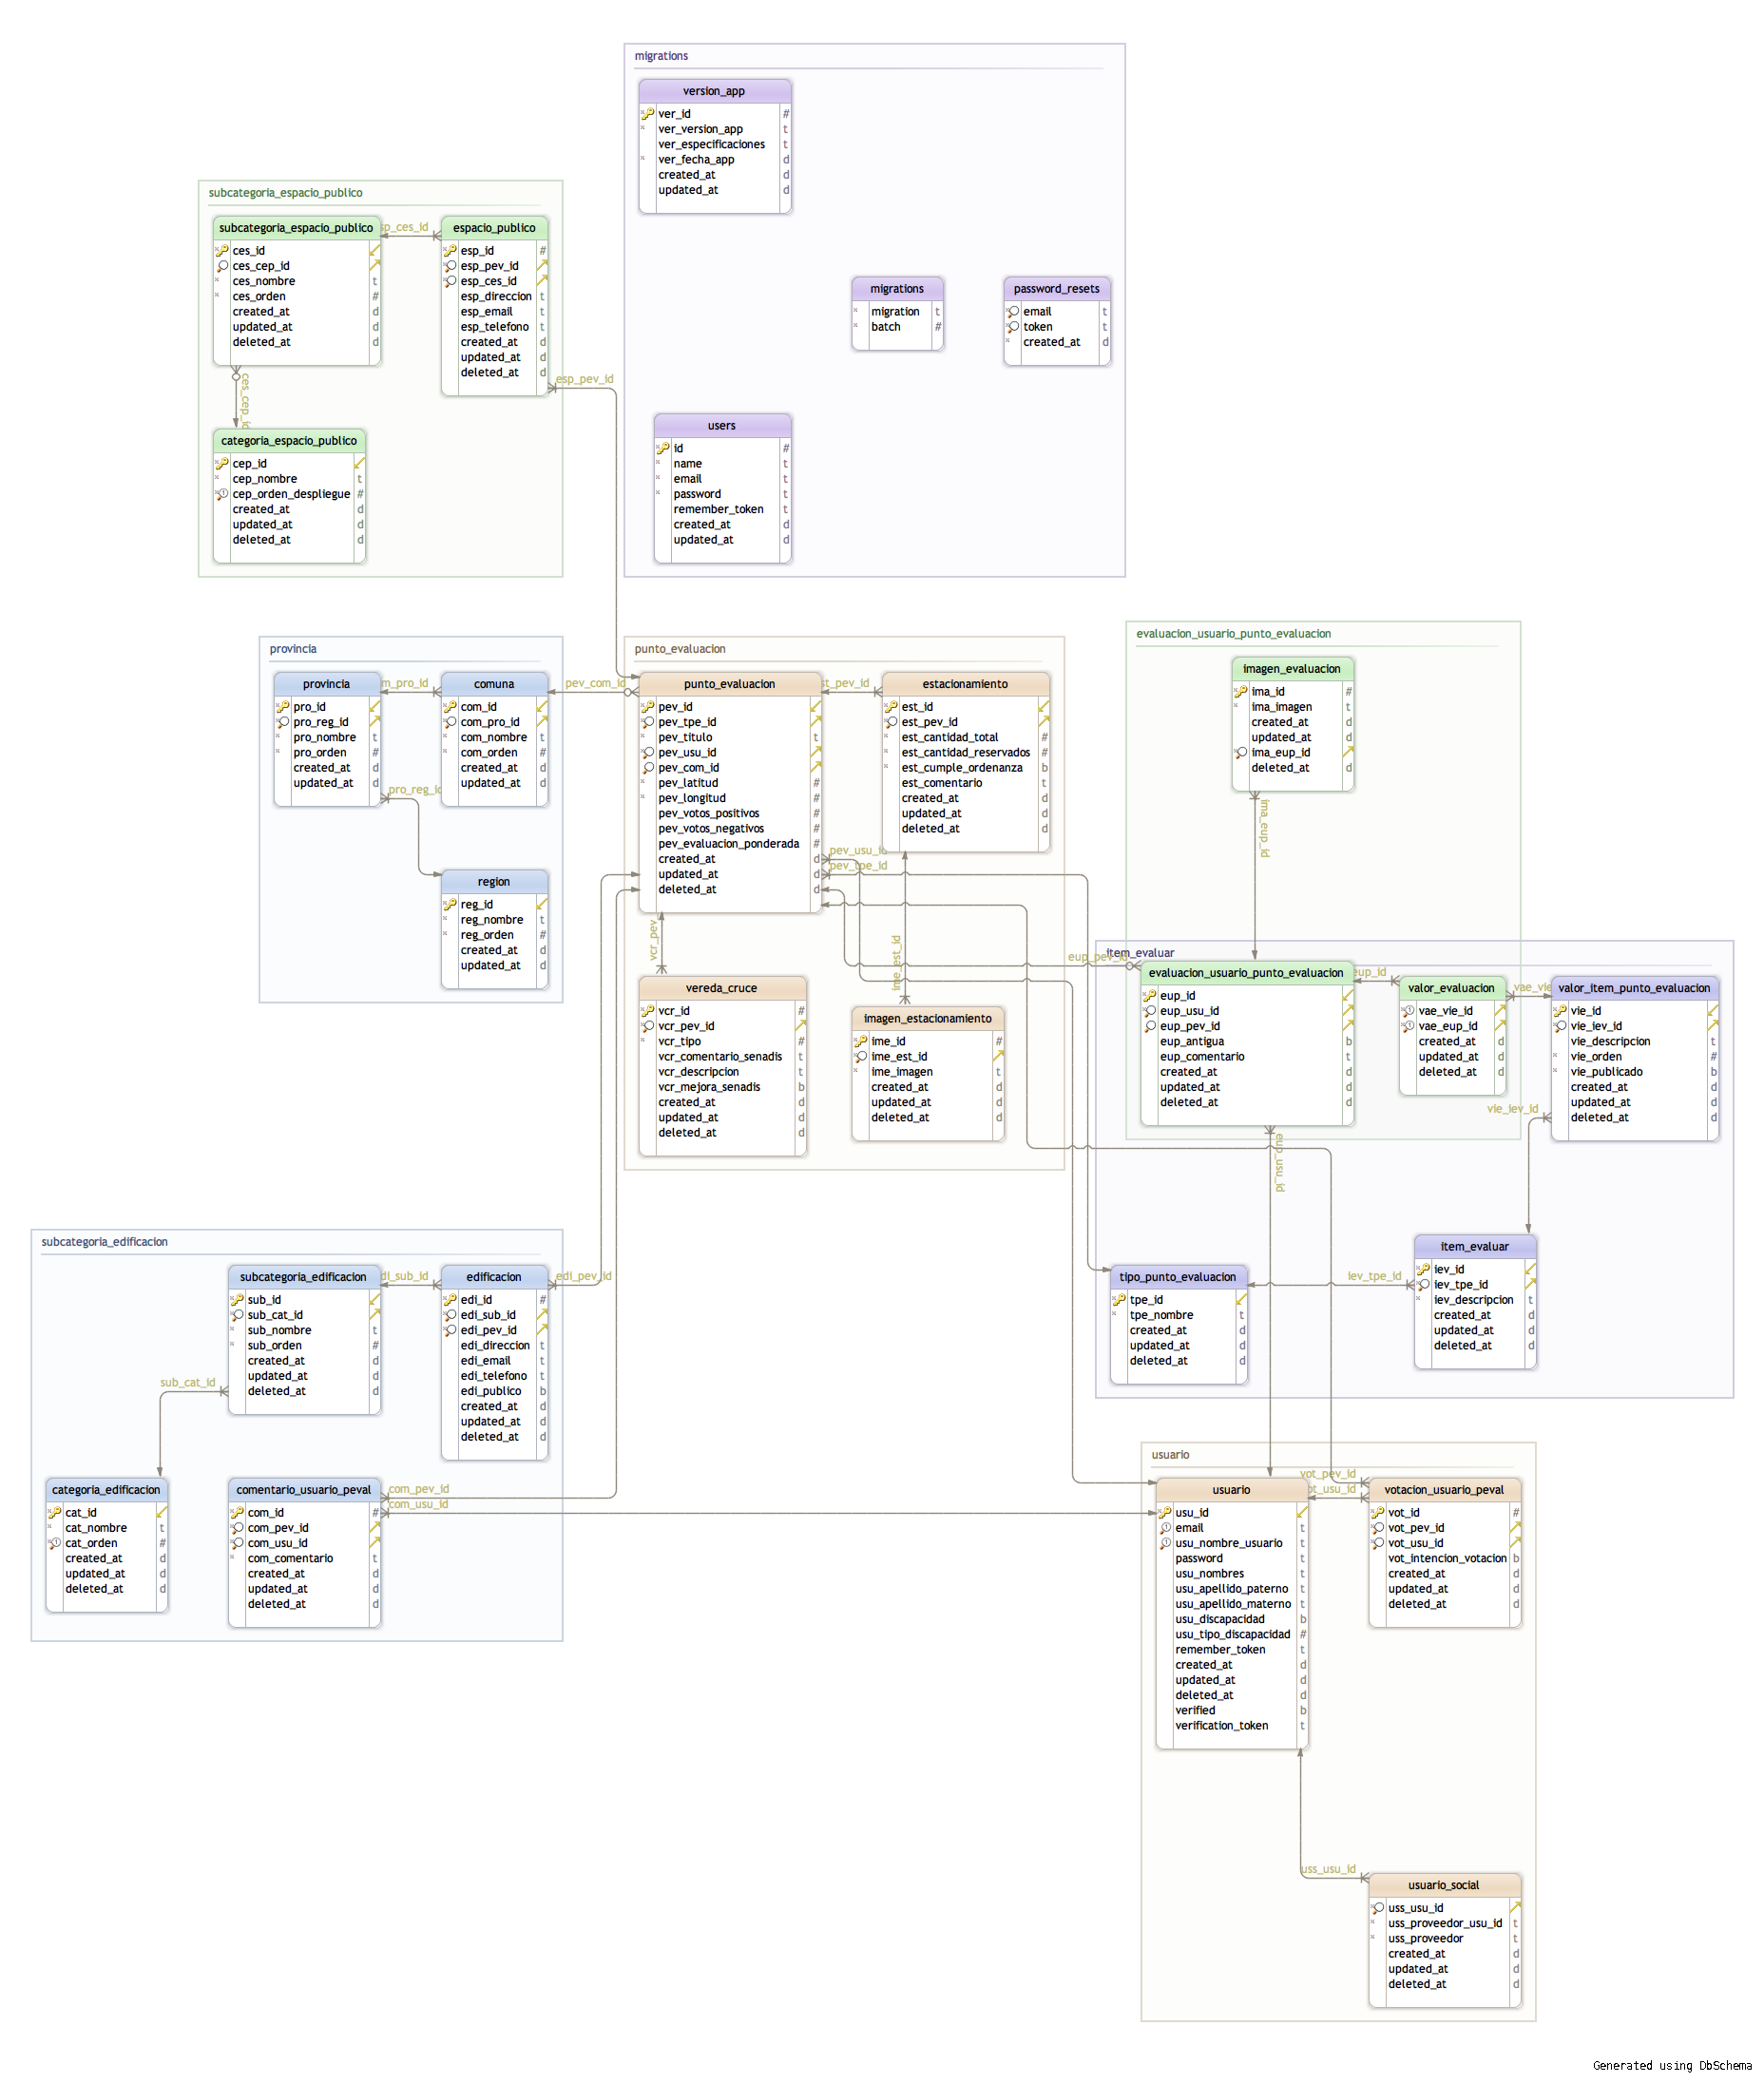 migrations
version_app
ver_id #
ver_version_app t
ver_especificaciones t
ver_fecha_app d
created_at d
updated_at d
migrations
migration t
batch #
password_resets
email t
token t
created_at d
users
id #
name t
email t
password t
remember_token t
created_at d
updated_at d
subcategoria_espacio_publico
subcategoria_espacio_publico
ces_id
ces_cep_id
ces_nombre t
ces_orden #
created_at d
updated_at d
deleted_at d
sp_ces_id
espacio_publico
esp_id #
esp_pev_id
esp_ces_id
esp_direccion t
esp_email t
esp_telefono t
created_at d
updated_at d
deleted_at d
esp_pev_id
ces_cep_id
categoria_espacio_publico
cep_id
cep_nombre t
cep_orden_despliegue #
created_at d
updated_at d
deleted_at d
provincia
provincia
pro_id
pro_reg_id
pro_nombre t
pro_orden #
created_at d
updated_at d
m_pro_id
comuna
com_id
com_pro_id
com_nombre t
com_orden #
created_at d
updated_at d
pro_reg_id
region
reg_id
reg_nombre t
reg_orden #
created_at d
updated_at d
pev_com_id
punto_evaluacion
punto_evaluacion
pev_id
pev_tpe_id
pev_titulo t
pev_usu_id
pev_com_id
pev_latitud #
pev_longitud #
pev_votos_positivos #
pev_votos_negativos #
pev_evaluacion_ponderada #
created_at d
updated_at d
deleted_at d
st_pev_id
estacionamiento
est_id
est_pev_id
est_cantidad_total #
est_cantidad_reservados #
est_cumple_ordenanza b
est_comentario t
created_at d
updated_at d
deleted_at d
pev_usu_id
pev_tpe_id
vcr_pev
ime_est_id
vereda_cruce
vcr_id #
vcr_pev_id
vcr_tipo #
vcr_comentario_senadis t
vcr_descripcion t
vcr_mejora_senadis b
created_at d
updated_at d
deleted_at d
imagen_estacionamiento
ime_id #
ime_est_id
ime_imagen t
created_at d
updated_at d
deleted_at d
evaluacion_usuario_punto_evaluacion
imagen_evaluacion
ima_id #
ima_imagen t
created_at d
updated_at d
ima_eup_id
deleted_at d
ima_eup_id
item_evaluar
eup_pev_id
evaluacion_usuario_punto_evaluacion
eup_id
eup_usu_id
eup_pev_id
eup_antigua b
eup_comentario t
created_at d
updated_at d
deleted_at d
eup_id
valor_evaluacion
vae_vie_id
vae_eup_id
created_at d
updated_at d
deleted_at d
vae_vie
valor_item_punto_evaluacion
vie_id
vie_iev_id
vie_descripcion t
vie_orden #
vie_publicado b
created_at d
updated_at d
deleted_at d
vie_iev_id
eup_usu_id
item_evaluar
iev_id
iev_tpe_id
iev_descripcion t
created_at d
updated_at d
deleted_at d
iev_tpe_id
tipo_punto_evaluacion
tpe_id
tpe_nombre t
created_at d
updated_at d
deleted_at d
subcategoria_edificacion
subcategoria_edificacion
sub_id
sub_cat_id
sub_nombre t
sub_orden #
created_at d
updated_at d
deleted_at d
di_sub_id
edificacion
edi_id #
edi_sub_id
edi_pev_id
edi_direccion t
edi_email t
edi_telefono t
edi_publico b
created_at d
updated_at d
deleted_at d
edi_pev_id
sub_cat_id
categoria_edificacion
cat_id
cat_nombre t
cat_orden #
created_at d
updated_at d
deleted_at d
comentario_usuario_peval
com_id #
com_pev_id
com_usu_id
com_comentario t
created_at d
updated_at d
deleted_at d
com_pev_id
com_usu_id
usuario
usuario
usu_id
email t
usu_nombre_usuario t
password t
usu_nombres t
usu_apellido_paterno t
usu_apellido_materno t
usu_discapacidad b
usu_tipo_discapacidad #
remember_token t
created_at d
updated_at d
deleted_at d
verified b
verification_token t
vot_pev_id
ot_usu_id
votacion_usuario_peval
vot_id #
vot_pev_id
vot_usu_id
vot_intencion_votacion b
created_at d
updated_at d
deleted_at d
uss_usu_id
usuario_social
uss_usu_id
uss_proveedor_usu_id t
uss_proveedor t
created_at d
updated_at d
deleted_at d
Generated using DbSchema